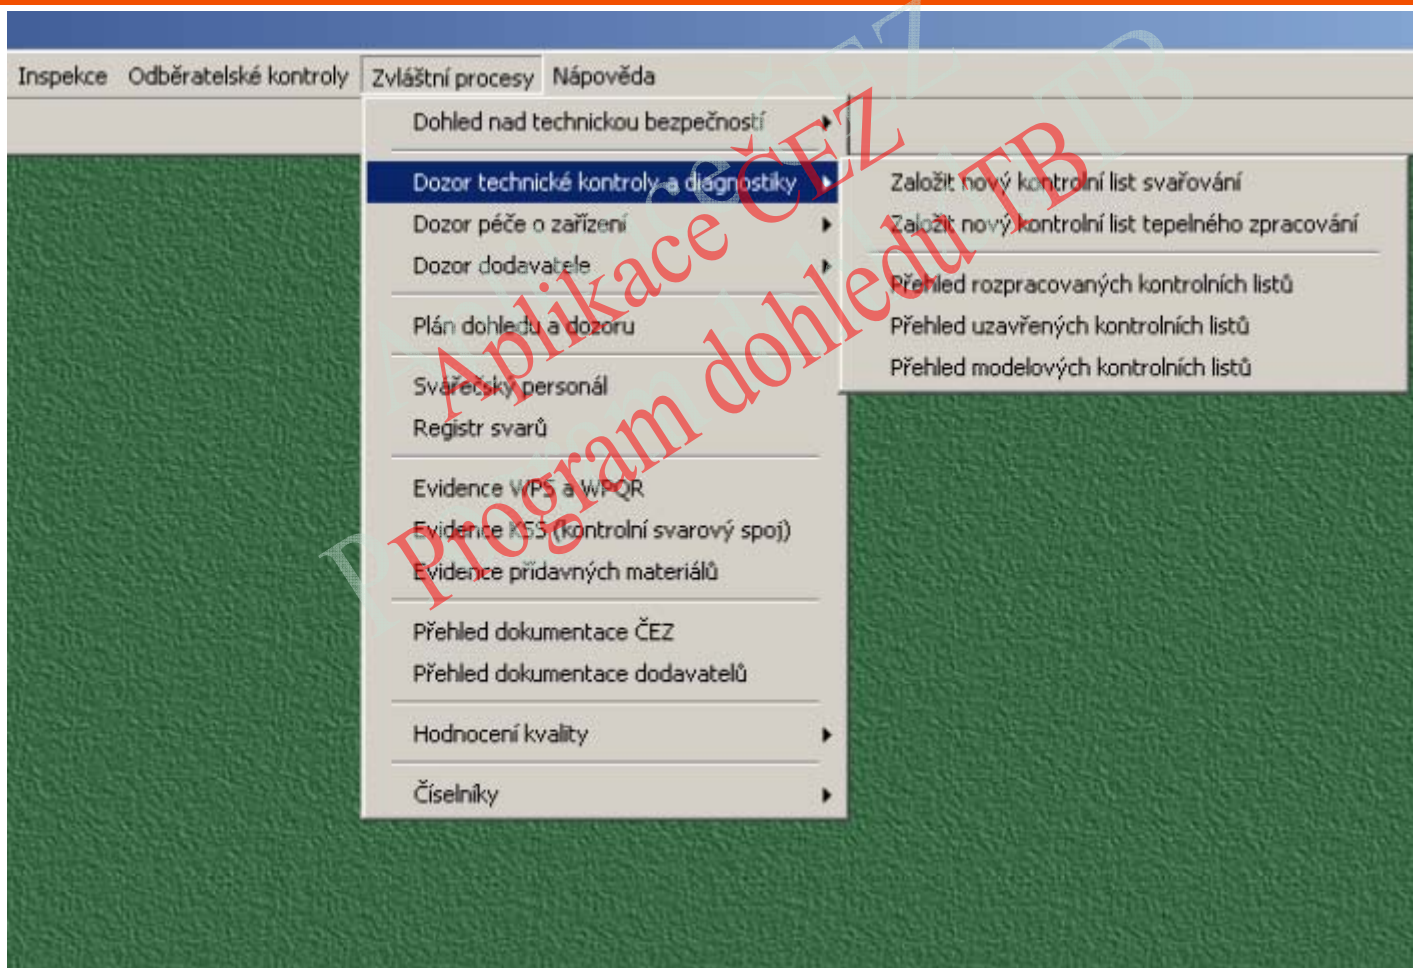 Inspekce Odběratelské kontroly Zvláštní procesy Nápověda
Dohled nad technickou bezpečností
Dozor technické kontroly a diagnostiky
Dozor péče o zařízení
Dozor dodavatele
Plán dohledu a dozoru
Svářečský personál
Registr svarů
Evidence WPS a WPQR
Evidence KSS (kontrolní svarový spoj)
Evidence přídavných materiálů
Přehled dokumentace ČEZ
Přehled dokumentace dodavatelů
Hodnocení kvality
Číselníky
Založit nový kontrolní list svařování
Založit nový kontrolní list tepelného zpracování
Přehled rozpracovaných kontrolních listů
Přehled uzavřených kontrolních listů
Přehled modelových kontrolních listů
Aplikace ČEZ
Program dohledu TB